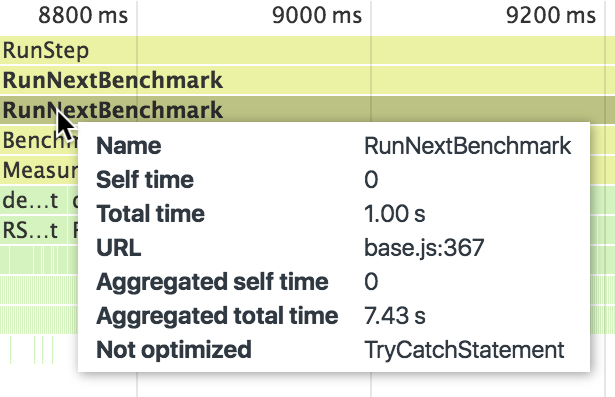 8800 ms 9000 ms 9200 ms
RunStep
RunNextBenchmark
RunNextBenchmark
Benchm
Measur
de…t
RS…t
Name RunNextBenchmark
Self time 0
Total time 1.00 s
URL base.js:367
Aggregated self time 0
Aggregated total time 7.43 s
Not optimized TryCatchStatement